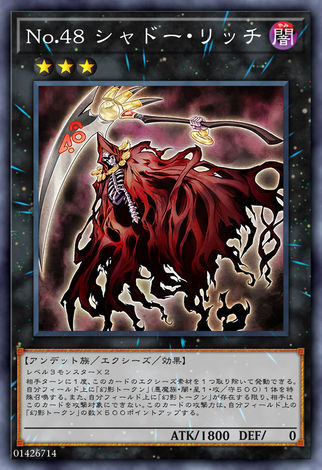 No.48 シャドー・リッチ
闇
やみ
48
【アンデット族／エクシーズ／効果】
レベル3モンスター×2
相手ターンに1度、このカードのエクシーズ素材を1つ取り除いて発動できる。
自分フィールド上に「幻影トークン」（悪魔族・闇・星1・攻／守500）1体を特
殊召喚する。また、自分フィールド上に「幻影トークン」が存在する限り、相手は
このカードを攻撃対象にできない。このカードの攻撃力は、自分フィールド上の
「幻影トークン」の数×500ポイントアップする。
ATK/1800 DEF/ 0
01426714